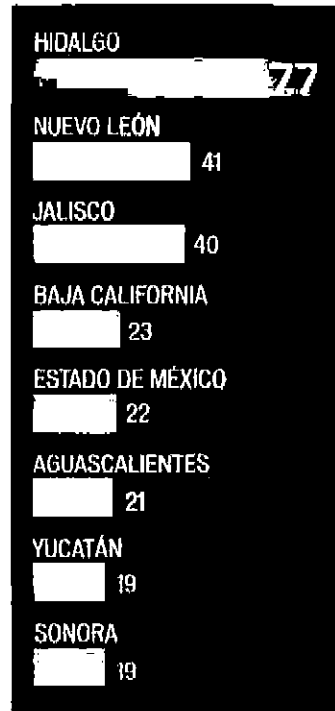 HIDALGO
77
NUEVO LEÓN
41
JALISCO
40
BAJA CALIFORNIA
23
ESTADO DE MÉXICO
22
AGUASCALIENTES
21
YUCATÁN
19
SONORA
19